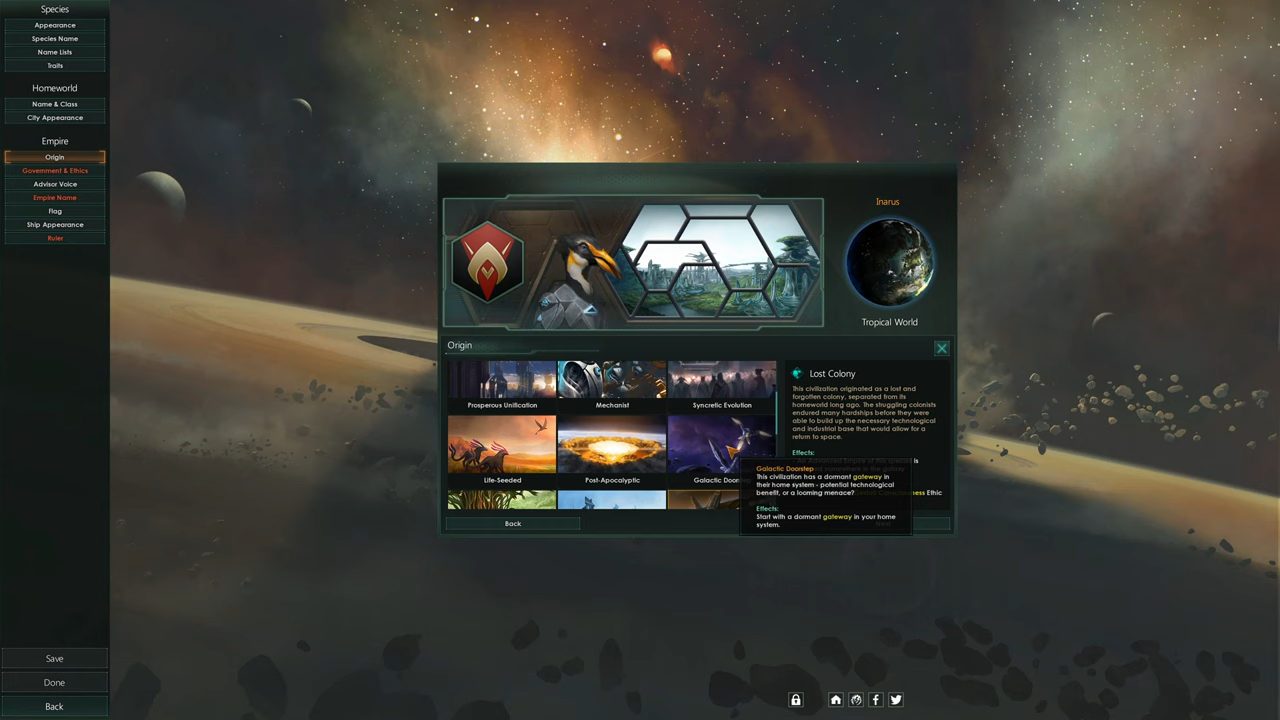 Species
Appearance
Species Name
Name Lists
Traits
Homeworld
Name & Class
City Appearance
Empire
Origin
Government & Ethics
Advisor Voice
Empire Name
Flag
Ship Appearance
Ruler
Save
Done
Back
Inarus
Tropical World
Origin
Prosperous Unification
Mechanist
Syncretic Evolution
Life-Seeded
Post-Apocalyptic
Galactic
Back
Lost Colony
This civilization originated as a lost and
forgotten colony, separated from its
homeworld long ago. The struggling colonists
endured many hardships before they were
able to build up the necessary technological
and industrial base that would allow for a
return to space.
Effects:
is
Ethic
Galactic Doorstep
This civilization has a dormant gateway in
their home system - potential technological
benefit, or a looming menace?
Effects:
Start with a dormant gateway in your home
system.